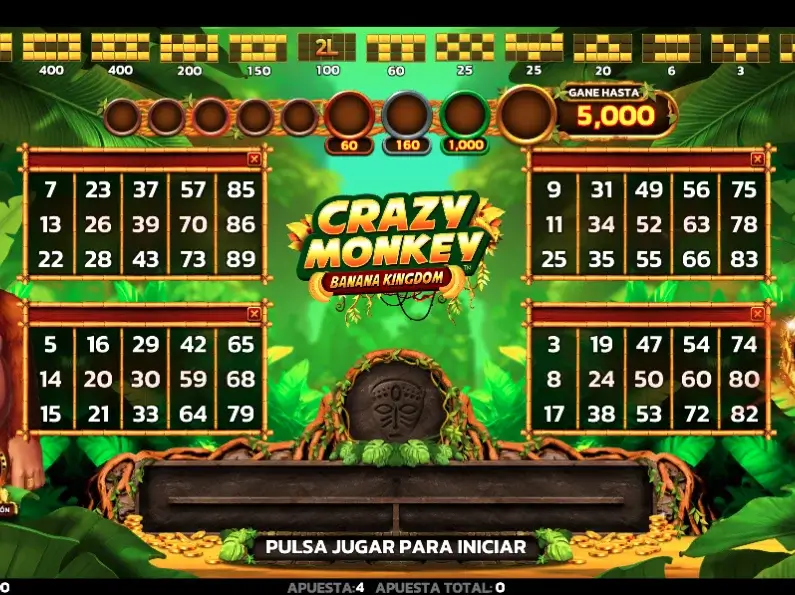 400 400 200 150 2L 100 60 25 25 20 6 3
GANE HASTA
5,000
60 160 1,000
7 23 37 57 85
13 26 39 70 86
22 28 43 73 89
9 31 49 56 75
11 34 52 63 78
25 35 55 66 83
CRAZY
MONKEY
TM
BANANA KINGDOM
5 16 29 42 65
14 20 30 59 68
15 21 33 64 79
3 19 47 54 74
8 24 50 60 80
17 38 53 72 82
PULSA JUGAR PARA INICIAR
0 APUESTA:4 APUESTA TOTAL:0